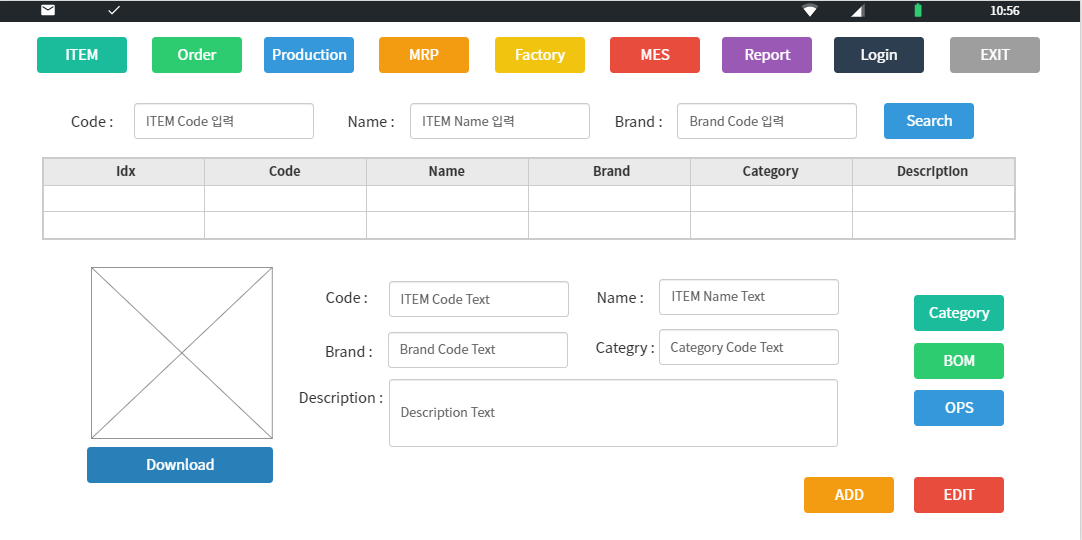 10:56
ITEM Order Production MRP Factory MES Report Login EXIT
Code : ITEM Code 입력 Name : ITEM Name 입력 Brand : Brand Code 입력 Search
Idx Code Name Brand Category Description
Code : ITEM Code Text Name : ITEM Name Text
Category
Brand : Brand Code Text Categry : Category Code Text
BOM
Description : Description Text
OPS
Download
ADD EDIT